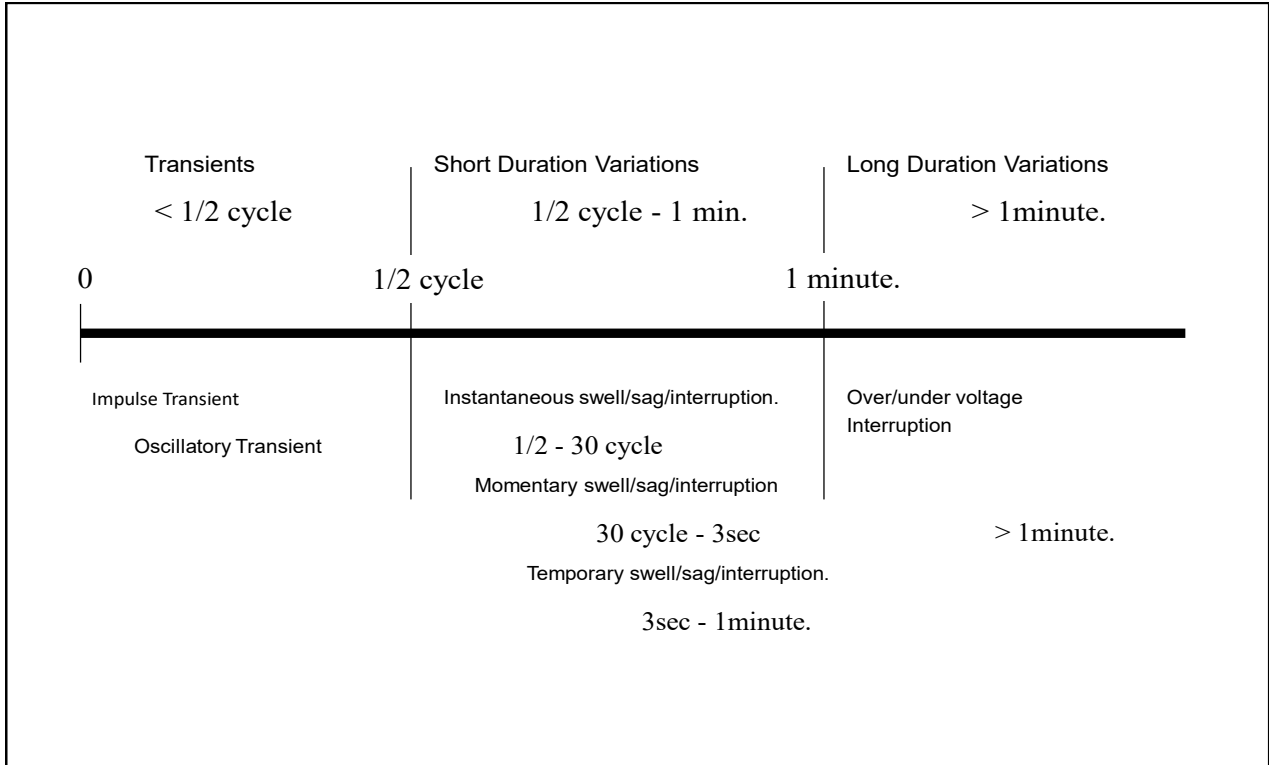 Transients
Short Duration Variations
Long Duration Variations
< 1/2 cycle
1/2 cycle - 1 min.
> 1minute.
0
1/2 cycle
1 minute.
Impulse Transient
Oscillatory Transient
Instantaneous swell/sag/interruption.
1/2 - 30 cycle
Momentary swell/sag/interruption
30 cycle - 3sec
Temporary swell/sag/interruption.
3sec - 1minute.
Over/under voltage
Interruption
> 1minute.